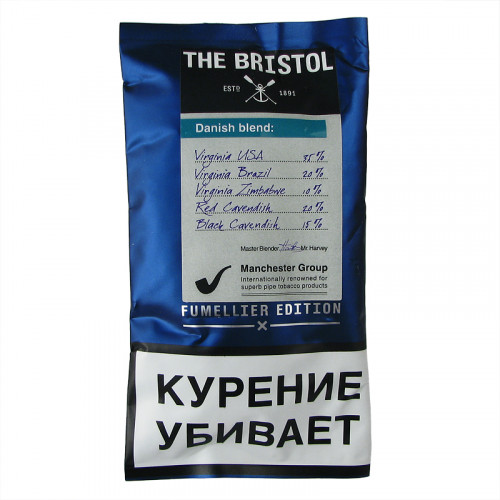 THE BRISTOL
ESTD 1891
Danish blend:
Virginia USA 35%
Virginia Brazil 20%
Virginia Zimbabwe 10%
Red Cavendish 20%
Black Cavendish 15%
Master Blender Mr. Harvey
Manchester Group
Internationally renowned for
superb pipe tobacco products
FUMELLIER EDITION
КУРЕНИЕ
УБИВАЕТ